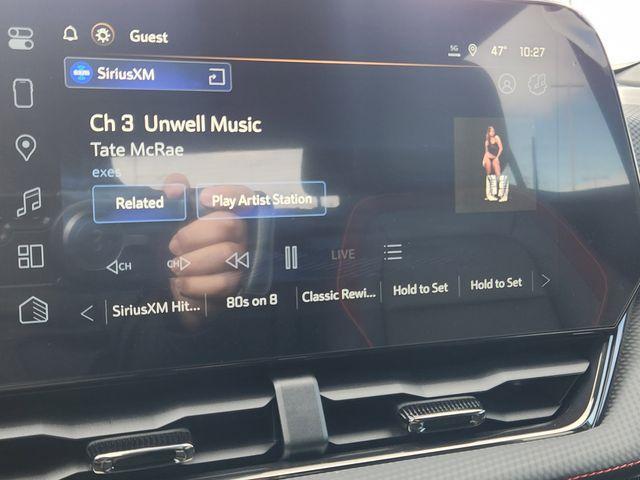 Guest
5G 47° 10:27
SiriusXM
Ch 3 Unwell Music
Tate McRae
exes
Related Play Artist Station
CH CH LIVE
SiriusXM Hit... 80s on 8 Classic Rewi... Hold to Set Hold to Set